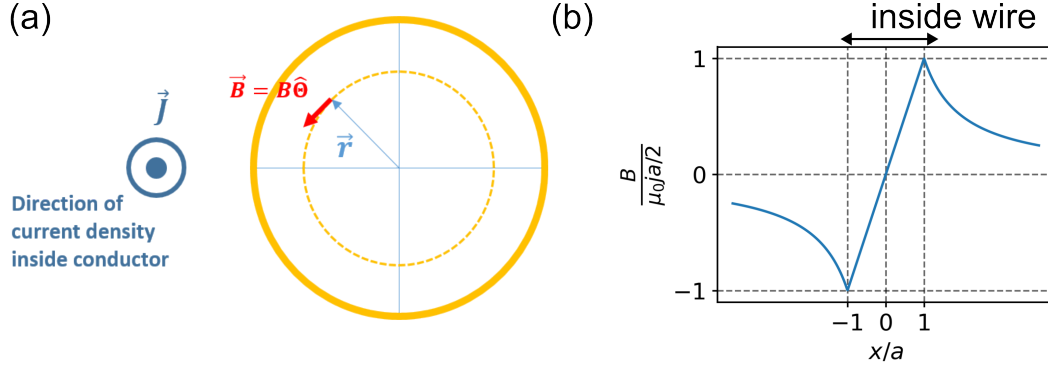 (a)
J⃗
Direction of
current density
inside conductor
B⃗ = BΘ̂
r⃗
(b)
inside wire
B
μ₀ja/2
1
0
−1
−1 0 1
x/a